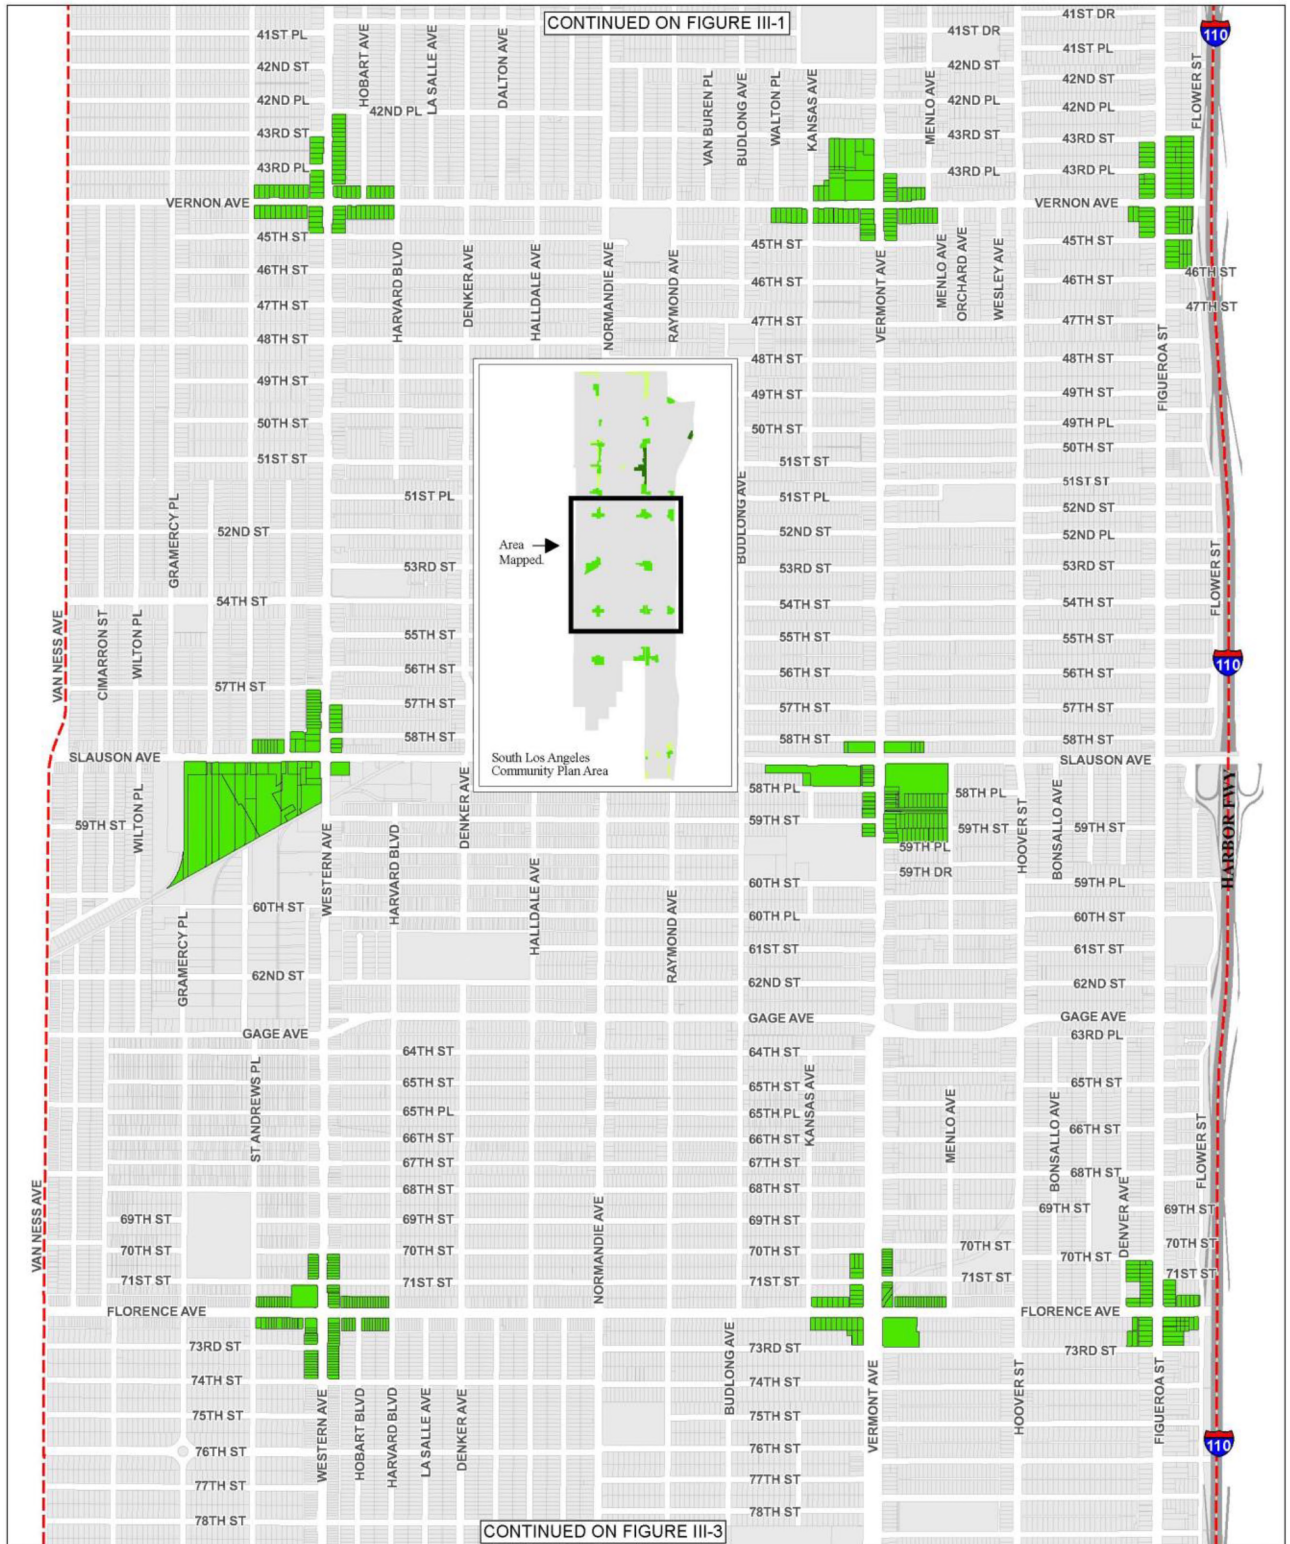 CONTINUED ON FIGURE III-1
41ST PL
42ND ST
42ND PL
43RD ST
43RD PL
VERNON AVE
45TH ST
46TH ST
47TH ST
48TH ST
49TH ST
50TH ST
51ST ST
51ST PL
52ND ST
53RD ST
54TH ST
55TH ST
56TH ST
57TH ST
57TH ST
58TH ST
SLAUSON AVE
59TH ST
60TH ST
62ND ST
GAGE AVE
64TH ST
65TH ST
65TH PL
66TH ST
67TH ST
68TH ST
69TH ST
69TH ST
70TH ST
70TH ST
71ST ST
71ST ST
FLORENCE AVE
73RD ST
74TH ST
75TH ST
76TH ST
77TH ST
78TH ST
HOBART AVE
LA SALLE AVE
DALTON AVE
42ND PL
HARVARD BLVD
DENKER AVE
HALLDALE AVE
NORMANDIE AVE
RAYMOND AVE
GRAMERCY PL
VAN NESS AVE
CIMARRON ST
WILTON PL
WILTON PL
WESTERN AVE
HARVARD BLVD
DENKER AVE
HALLDALE AVE
RAYMOND AVE
GRAMERCY PL
ST ANDREWS PL
VAN NESS AVE
NORMANDIE AVE
WESTERN AVE
HOBART BLVD
HARVARD BLVD
LA SALLE AVE
DENKER AVE
Area
Mapped.
South Los Angeles
Community Plan Area
VAN BUREN PL
BUDLONG AVE
WALTON PL
KANSAS AVE
MENLO AVE
41ST DR
42ND ST
42ND PL
43RD ST
43RD PL
41ST DR
41ST PL
42ND ST
42ND PL
43RD ST
43RD PL
VERNON AVE
FLOWER ST
110
45TH ST
46TH ST
47TH ST
48TH ST
49TH ST
50TH ST
51ST ST
51ST PL
52ND ST
53RD ST
54TH ST
55TH ST
56TH ST
57TH ST
58TH ST
58TH PL
59TH ST
60TH ST
60TH PL
61ST ST
62ND ST
GAGE AVE
64TH ST
65TH ST
65TH PL
66TH ST
67TH ST
68TH ST
69TH ST
70TH ST
71ST ST
73RD ST
74TH ST
75TH ST
76TH ST
77TH ST
78TH ST
BUDLONG AVE
VERMONT AVE
MENLO AVE
ORCHARD AVE
WESLEY AVE
45TH ST
46TH ST
47TH ST
48TH ST
49TH ST
49TH PL
50TH ST
51ST ST
52ND ST
52ND PL
53RD ST
54TH ST
55TH ST
56TH ST
57TH ST
58TH ST
SLAUSON AVE
46TH ST
47TH ST
FIGUEROA ST
FLOWER ST
110
58TH PL
59TH ST
59TH PL
59TH DR
HOOVER ST
BONSALLO AVE
59TH ST
59TH PL
60TH ST
61ST ST
62ND ST
GAGE AVE
63RD PL
65TH ST
66TH ST
68TH ST
69TH ST
69TH ST
70TH ST
70TH ST
70TH ST
71ST ST
71ST ST
FLORENCE AVE
73RD ST
HARBOR FWY
KANSAS AVE
MENLO AVE
BONSALLO AVE
DENVER AVE
FLOWER ST
BUDLONG AVE
VERMONT AVE
HOOVER ST
FIGUEROA ST
110
CONTINUED ON FIGURE III-3